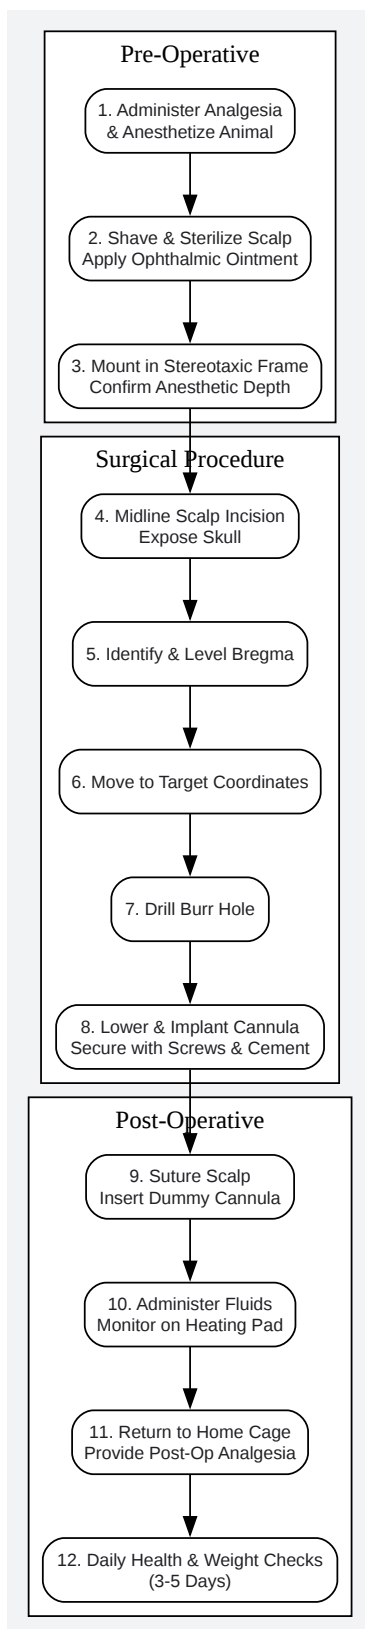 Pre-Operative
1. Administer Analgesia
& Anesthetize Animal
2. Shave & Sterilize Scalp
Apply Ophthalmic Ointment
3. Mount in Stereotaxic Frame
Confirm Anesthetic Depth
Surgical Procedure
4. Midline Scalp Incision
Expose Skull
5. Identify & Level Bregma
6. Move to Target Coordinates
7. Drill Burr Hole
8. Lower & Implant Cannula
Secure with Screws & Cement
Post-Operative
9. Suture Scalp
Insert Dummy Cannula
10. Administer Fluids
Monitor on Heating Pad
11. Return to Home Cage
Provide Post-Op Analgesia
12. Daily Health & Weight Checks
(3-5 Days)